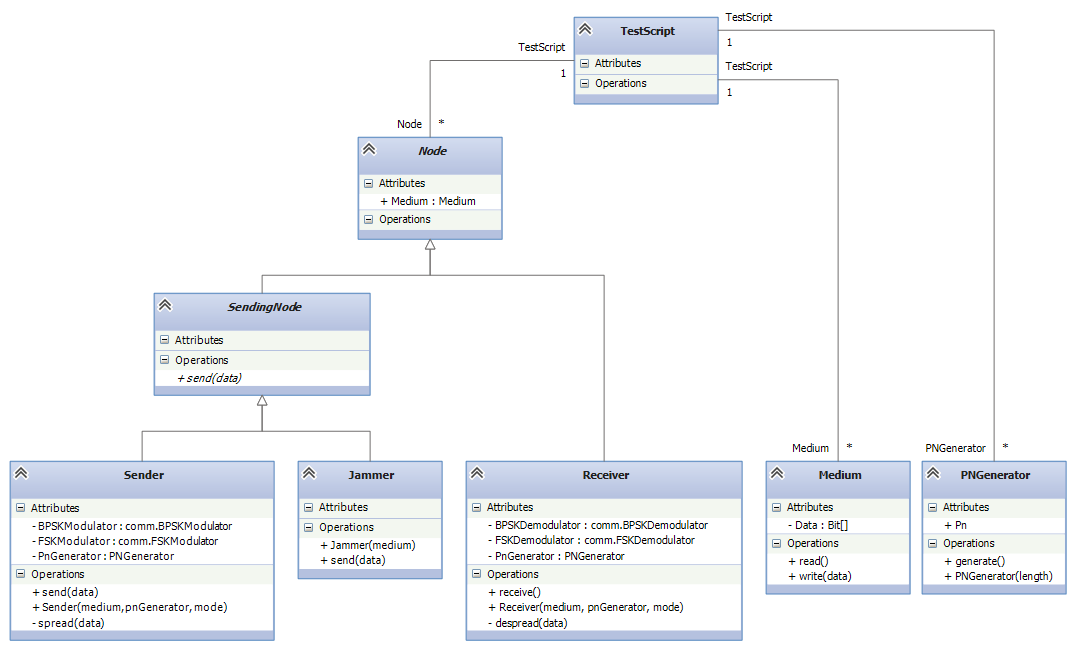 TestScript
Attributes
Operations
TestScript
1
TestScript
1
TestScript
1
Node
*
Node
Attributes
+ Medium : Medium
Operations
SendingNode
Attributes
Operations
+ send(data)
Sender
Attributes
- BPSKModulator : comm.BPSKModulator
- FSKModulator : comm.FSKModulator
- PnGenerator : PNGenerator
Operations
+ send(data)
+ Sender(medium,pnGenerator, mode)
- spread(data)
Jammer
Attributes
Operations
+ Jammer(medium)
+ send(data)
Receiver
Attributes
- BPSKDemodulator : comm.BPSKDemodulator
- FSKDemodulator : comm.FSKDemodulator
- PnGenerator : PNGenerator
Operations
+ receive()
+ Receiver(medium, pnGenerator, mode)
- despread(data)
Medium
*
Medium
Attributes
- Data : Bit[]
Operations
+ read()
+ write(data)
PNGenerator
*
PNGenerator
Attributes
+ Pn
Operations
+ generate()
+ PNGenerator(length)